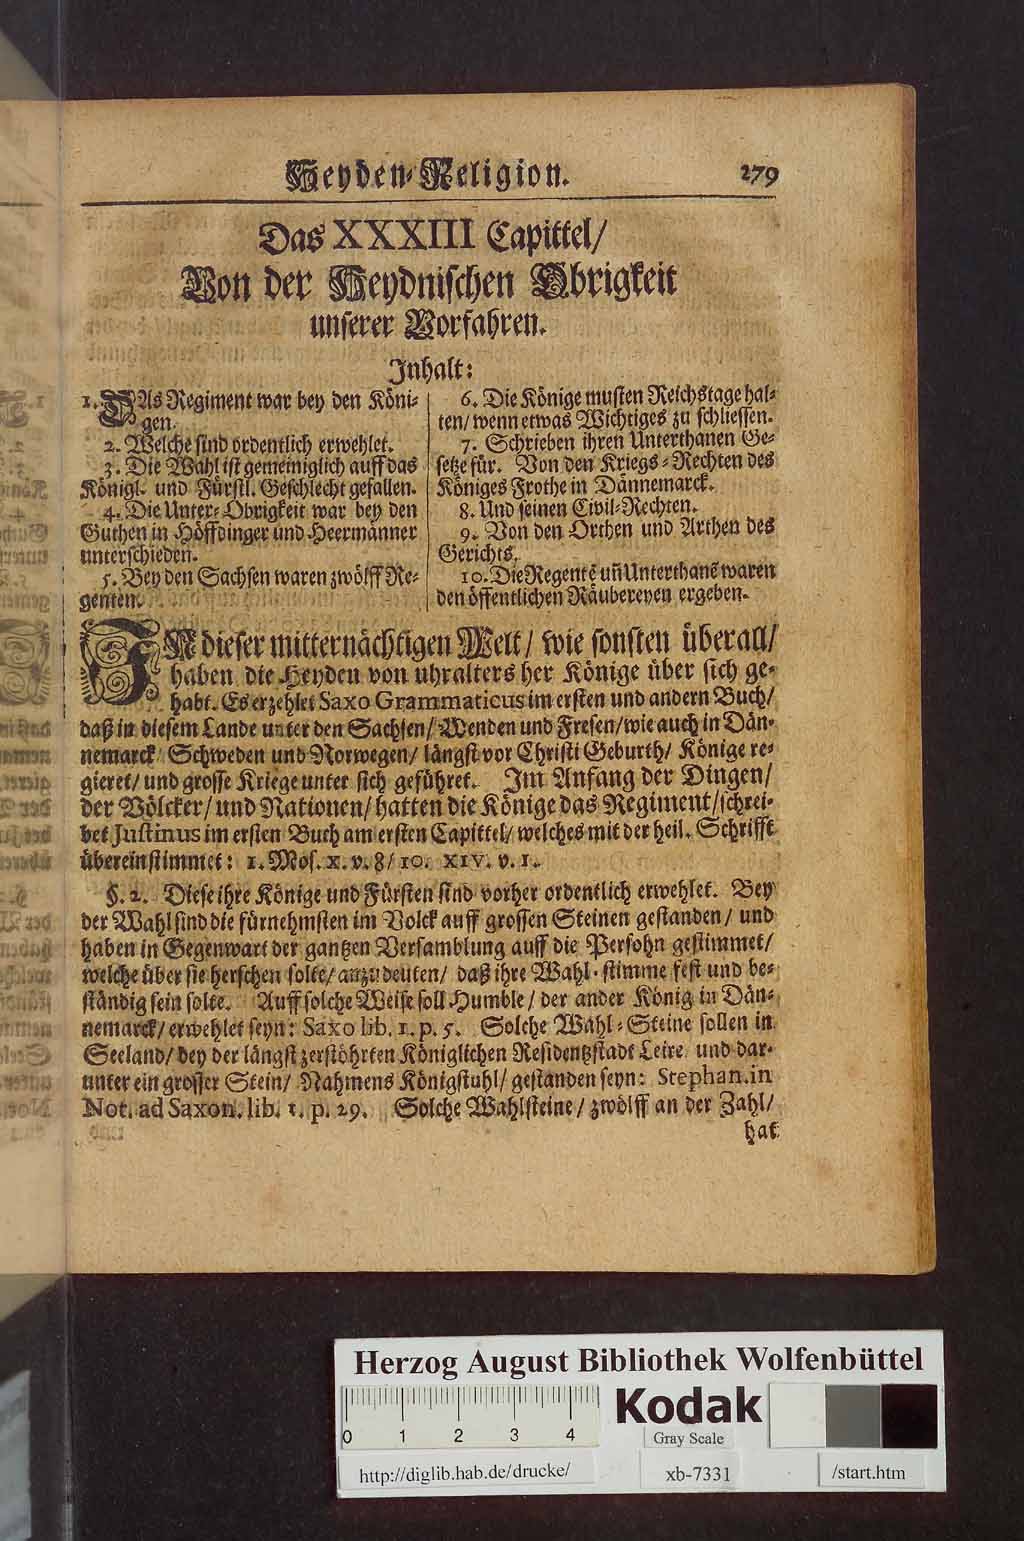 Heyden-Religion. 279
Das XXXIII Capittel/
Von der Heydnischen Obrigkeit
unserer Vorfahren.
Inhalt:
1. DAs Regiment war bey den Köni-
gen.
2. Welche sind ordentlich erwehlet.
3. Die Wahl ist gemeiniglich auff das
Königl. und Fürstl. Geschlecht gefallen.
4. Die Unter-Obrigkeit war bey den
Guthen in Höffdinger und Heermänner
unterschieden.
5. Bey den Sachsen waren zwölff Re-
genten.
6. Die Könige musten Reichstage hal-
ten/ wenn etwas Wichtiges zu schliessen.
7. Schrieben ihren Unterthanen Ge-
setze für. Von den Kriegs-Rechten des
Königes Frothe in Dännemarck.
8. Und seinen Civil-Rechten.
9. Von den Orthen und Arthen des
Gerichts.
10. Die Regentē uñ Unterthanē waren
den öffentlichen Räubereyen ergeben.
IN dieser mitternächtigen Welt/ wie sonsten überall/
haben die Heyden von uhralters her Könige über sich ge-
habt. Es erzehlet Saxo Grammaticus im ersten und andern Buch/
daß in diesem Lande unter den Sachsen/ Wenden und Fresen/ wie auch in Dän-
nemarck/ Schweden und Norwegen/ längst vor Christi Geburth/ Könige re-
gieret/ und grosse Kriege unter sich geführet. Im Anfang der Dingen/
der Völcker/ und Nationen/ hatten die Könige das Regiment/ schrei-
bet Justinus im ersten Buch am ersten Capittel/ welches mit der heil. Schrifft
übereinstimmet: 1. Mos. X. v. 8/ 10. XIV. v. 1.
§. 2. Diese ihre Könige und Fürsten sind vorher ordentlich erwehlet. Bey
der Wahl sind die fürnehmsten im Volck auff grossen Steinen gestanden/ und
haben in Gegenwart der gantzen Versamblung auff die Persohn gestimmet/
welche über sie herschen solte/ anzudeuten/ daß ihre Wahl-stimme fest und be-
ständig sein solte. Auff solche Weise soll Humble/ der ander König in Dän-
nemarck/ erwehlet seyn: Saxo lib. 1. p. 5. Solche Wahl-Steine sollen in
Seeland/ bey der längst zerstöhrten Königlichen Residentzstadt Leire/ und dar-
unter ein grosser Stein/ Nahmens Königstuhl/ gestanden seyn: Stephan. in
Not. ad Saxon. lib. 1. p. 29. Solche Wahlsteine/ zwölff an der Zahl/
hat
Herzog August Bibliothek Wolfenbüttel
0 1 2 3 4
Kodak
Gray Scale
http://diglib.hab.de/drucke/ xb-7331 /start.htm